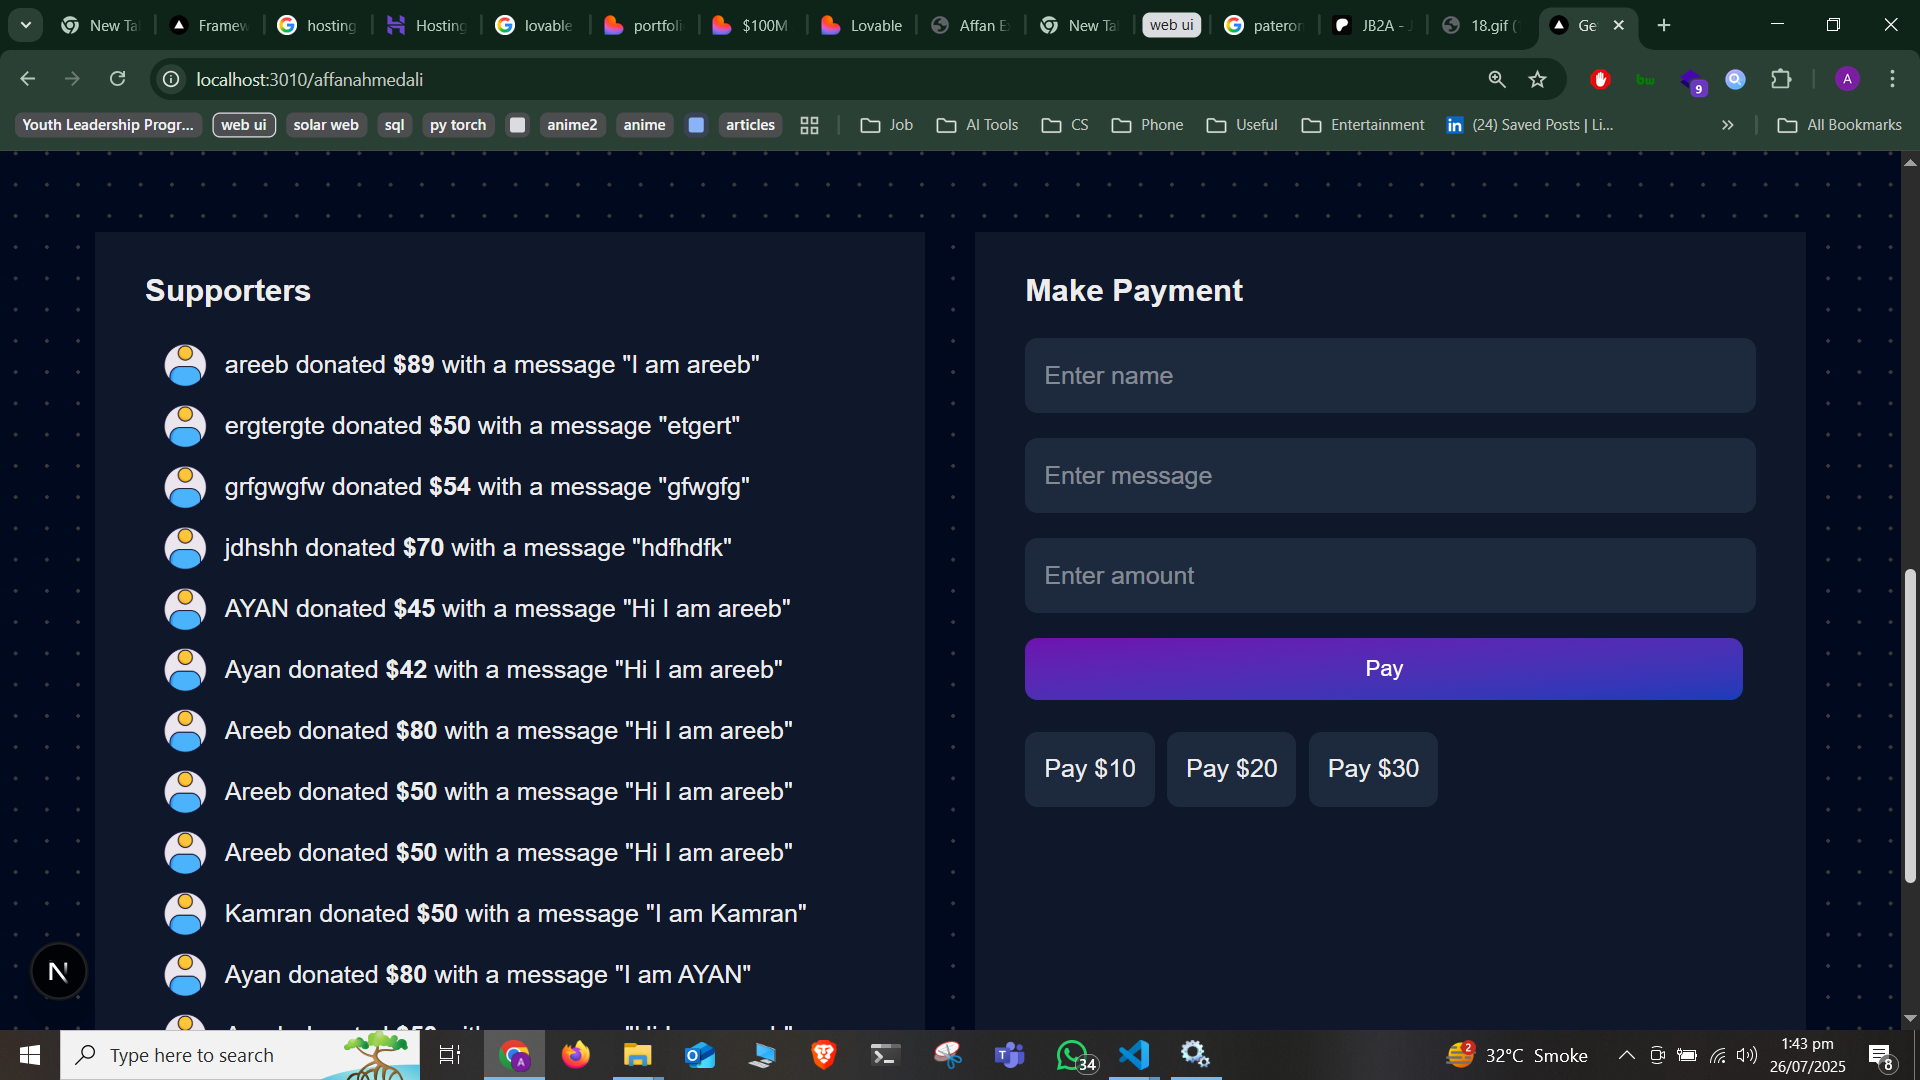 New Ta
Framew
hosting
Hosting
lovable
portfoli
$100M
Lovable
Affan E
New Ta
web ui
pateron
JB2A - J
18.gif (
Ge
localhost:3010/affanahmedali
bw
9
A
Youth Leadership Progr...
web ui
solar web
sql
py torch
anime2
anime
articles
Job
AI Tools
CS
Phone
Useful
Entertainment
in
(24) Saved Posts | Li...
»
All Bookmarks
Supporters
areeb donated $89 with a message "I am areeb"
ergtergte donated $50 with a message "etgert"
grfgwgfw donated $54 with a message "gfwgfg"
jdhshh donated $70 with a message "hdfhdfk"
AYAN donated $45 with a message "Hi I am areeb"
Ayan donated $42 with a message "Hi I am areeb"
Areeb donated $80 with a message "Hi I am areeb"
Areeb donated $50 with a message "Hi I am areeb"
Areeb donated $50 with a message "Hi I am areeb"
Kamran donated $50 with a message "I am Kamran"
Ayan donated $80 with a message "I am AYAN"
Make Payment
Enter name
Enter message
Enter amount
Pay
Pay $10
Pay $20
Pay $30
N
Type here to search
A
34
2
32°C Smoke
1:43 pm
26/07/2025
8